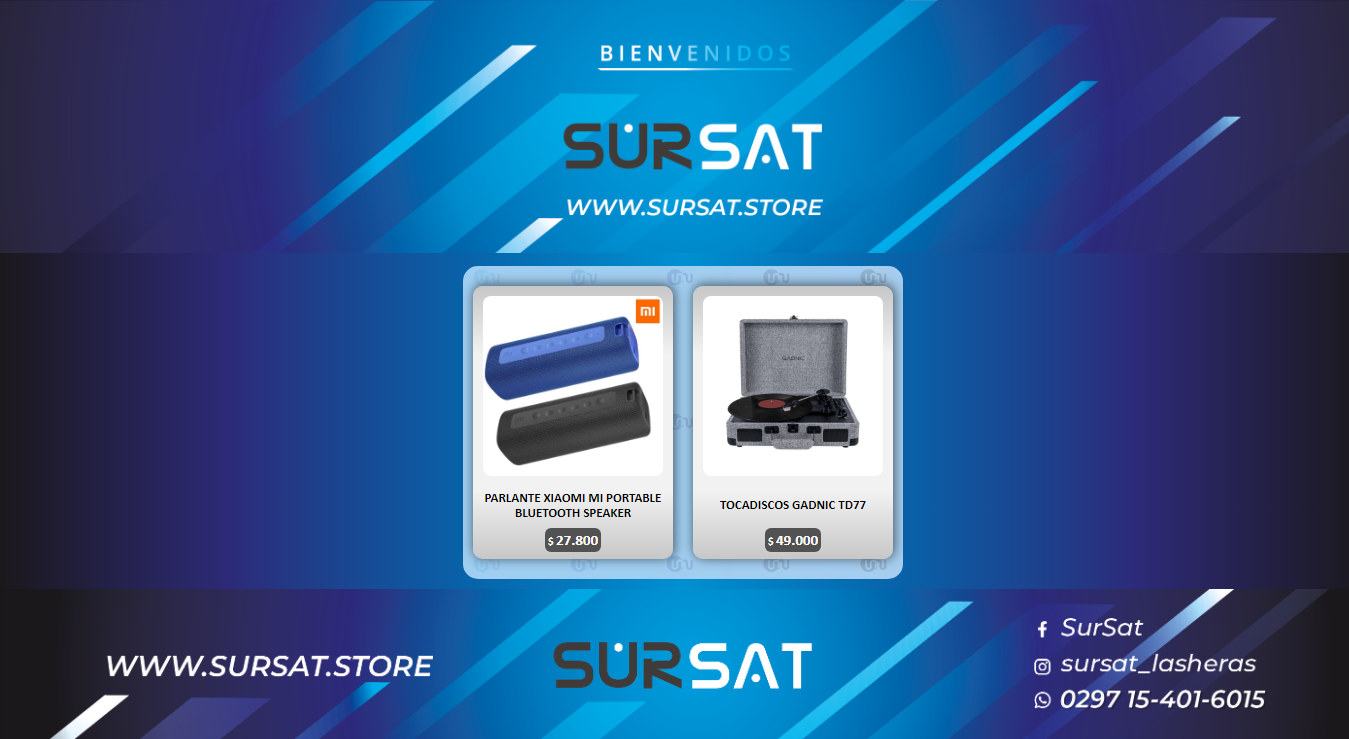 BIENVENIDOS
SURSAT
WWW.SURSAT.STORE
mi
GADNIC
PARLANTE XIAOMI MI PORTABLE
BLUETOOTH SPEAKER
$ 27.800
TOCADISCOS GADNIC TD77
$ 49.000
WWW.SURSAT.STORE
SURSAT
SurSat
sursat_lasheras
0297 15-401-6015